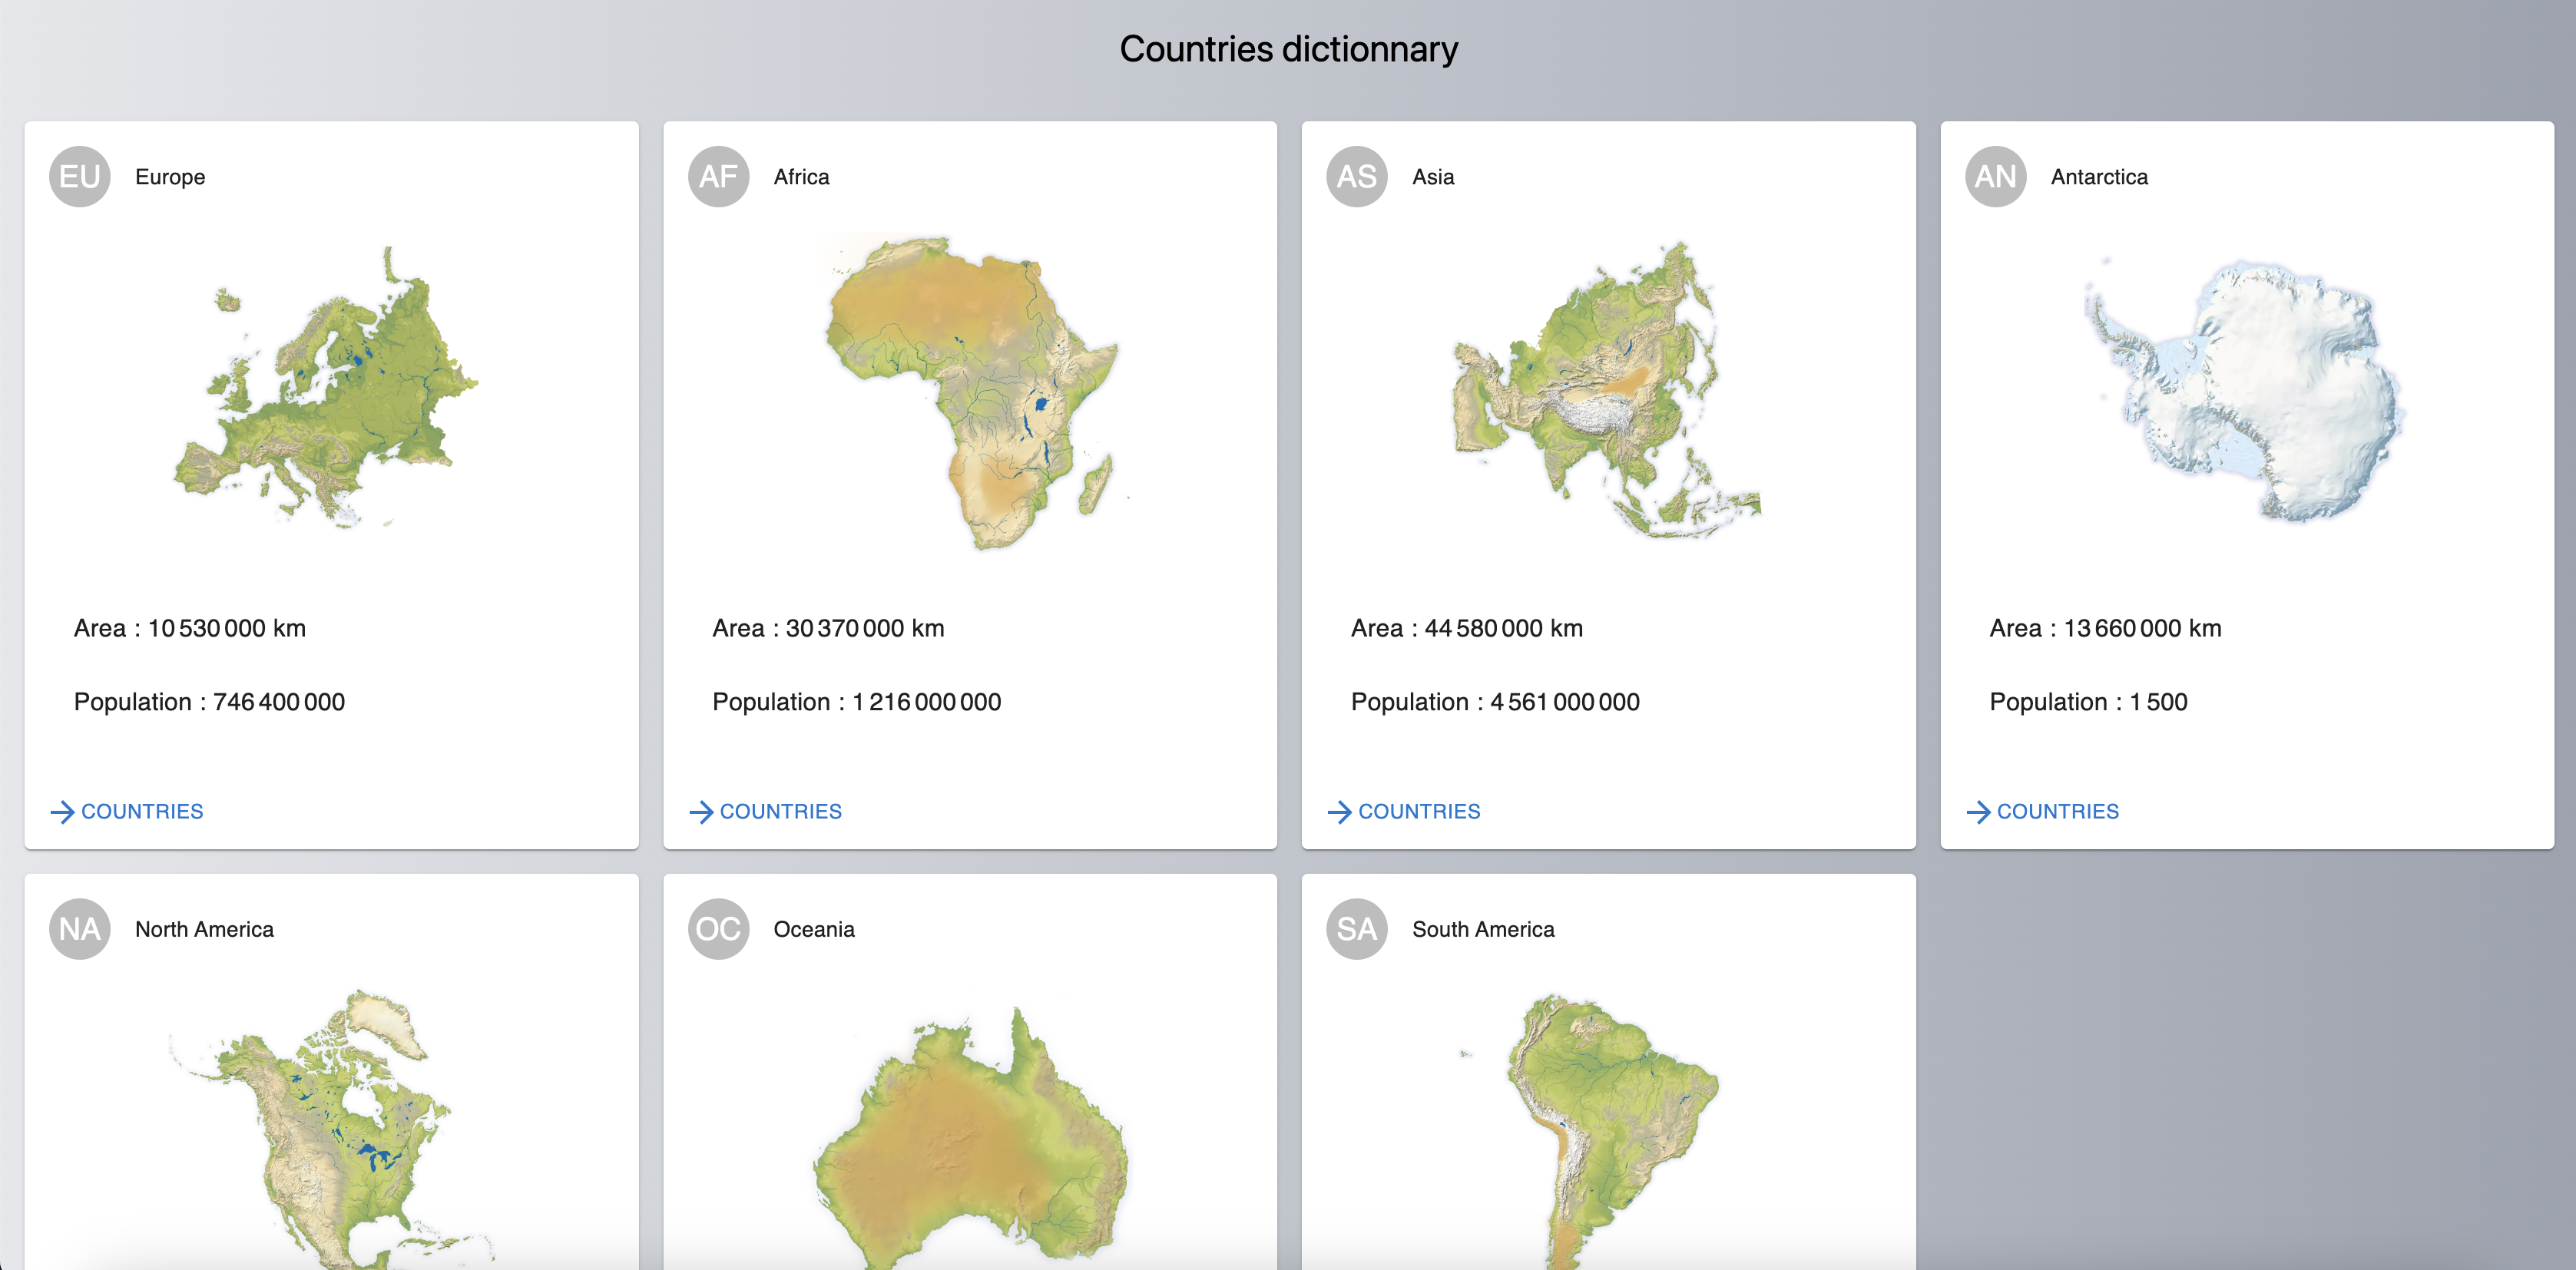 Countries dictionnary
EU Europe
Area : 10 530 000 km
Population : 746 400 000
COUNTRIES
AF Africa
Area : 30 370 000 km
Population : 1 216 000 000
COUNTRIES
AS Asia
Area : 44 580 000 km
Population : 4 561 000 000
COUNTRIES
AN Antarctica
Area : 13 660 000 km
Population : 1 500
COUNTRIES
NA North America
OC Oceania
SA South America